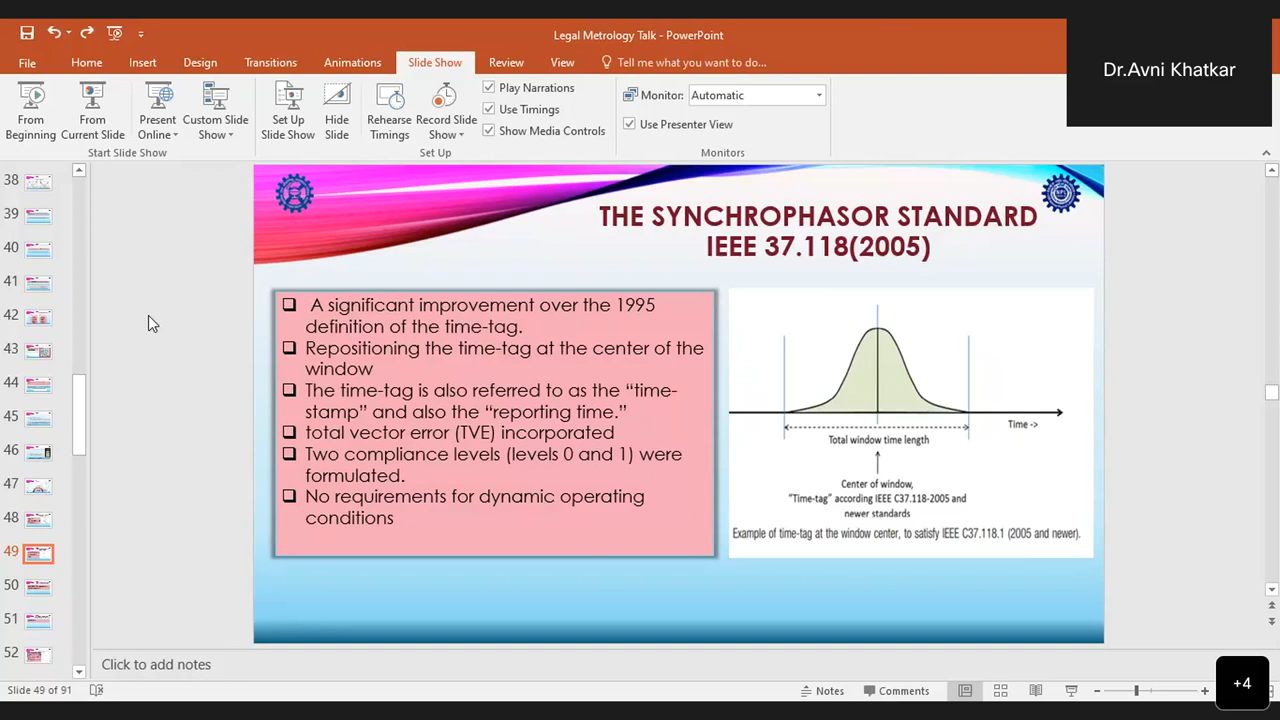 Legal Metrology Talk - PowerPoint
Dr.Avni Khatkar
File Home Insert Design Transitions Animations Slide Show Review View Tell me what you want to do...
From Beginning
From Current Slide
Present Online
Custom Slide Show
Start Slide Show
Set Up Slide Show
Hide Slide
Rehearse Timings
Record Slide Show
Play Narrations
Use Timings
Show Media Controls
Set Up
Monitor: Automatic
Use Presenter View
Monitors
38
39
40
41
42
43
44
45
46
47
48
49
50
51
52
THE SYNCHROPHASOR STANDARD
IEEE 37.118(2005)
A significant improvement over the 1995
definition of the time-tag.
Repositioning the time-tag at the center of the
window
The time-tag is also referred to as the “time-
stamp” and also the “reporting time.”
total vector error (TVE) incorporated
Two compliance levels (levels 0 and 1) were
formulated.
No requirements for dynamic operating
conditions
Time ->
Total window time length
Center of window,
“Time-tag” according IEEE C37.118-2005 and
newer standards
Example of time-tag at the window center, to satisfy IEEE C37.118.1 (2005 and newer).
Click to add notes
Slide 49 of 91
Notes
Comments
+4